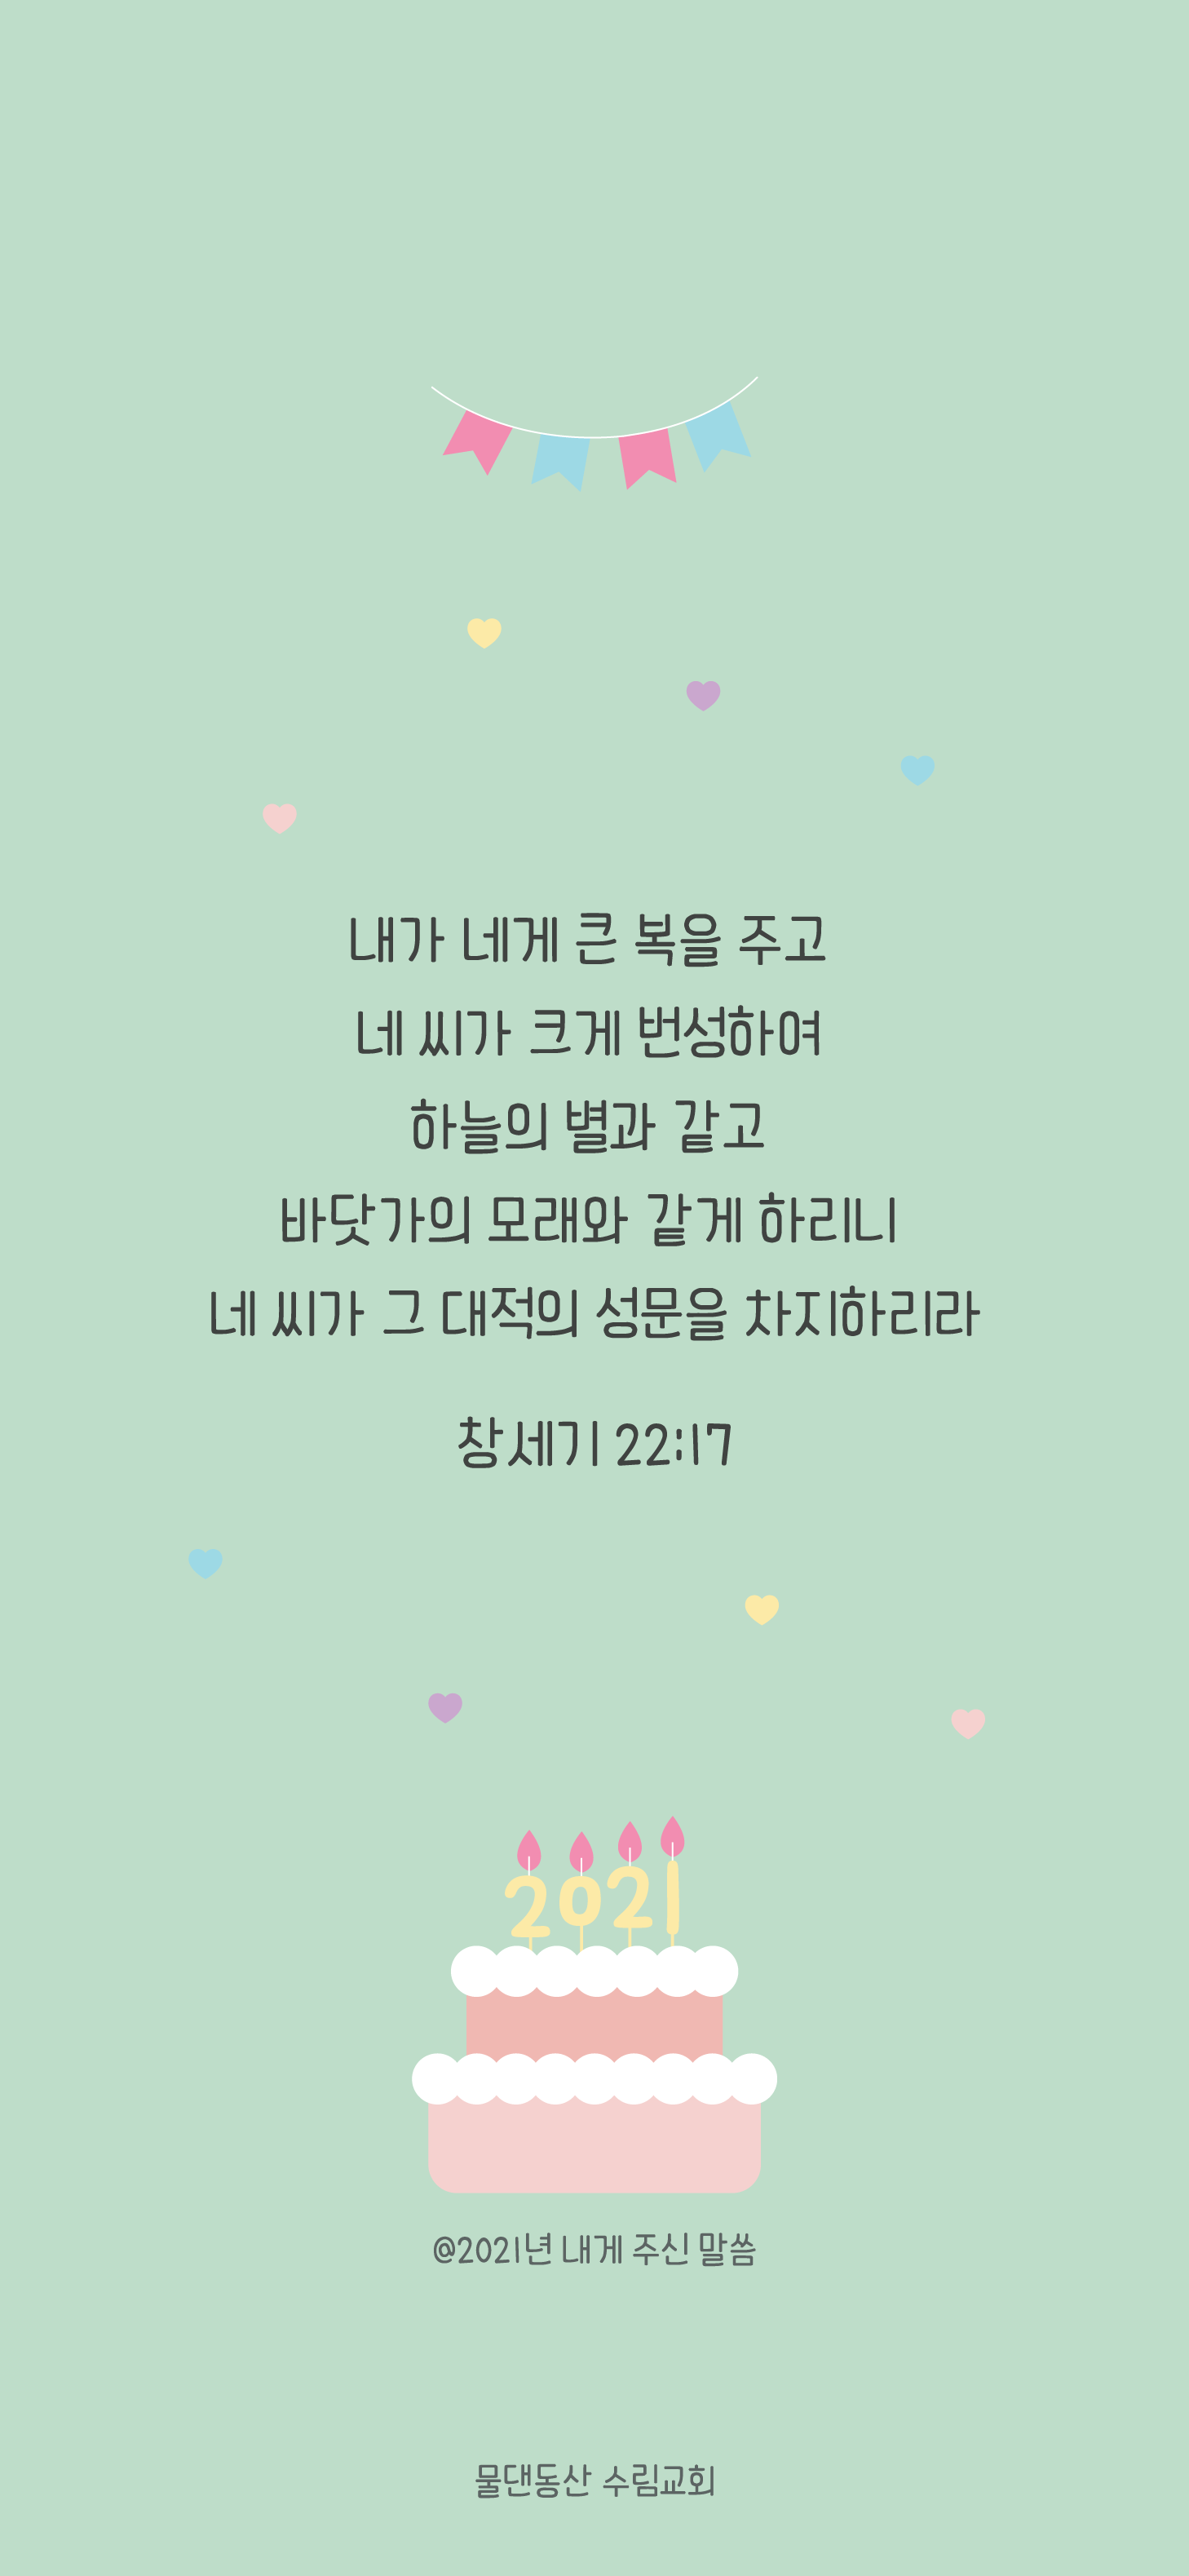 내가 네게 큰 복을 주고
네 씨가 크게 번성하여
하늘의 별과 같고
바닷가의 모래와 같게 하리니
네 씨가 그 대적의 성문을 차지하리라
창세기 22:17
2021
@2021년 내게 주신 말씀
물댄동산 수림교회